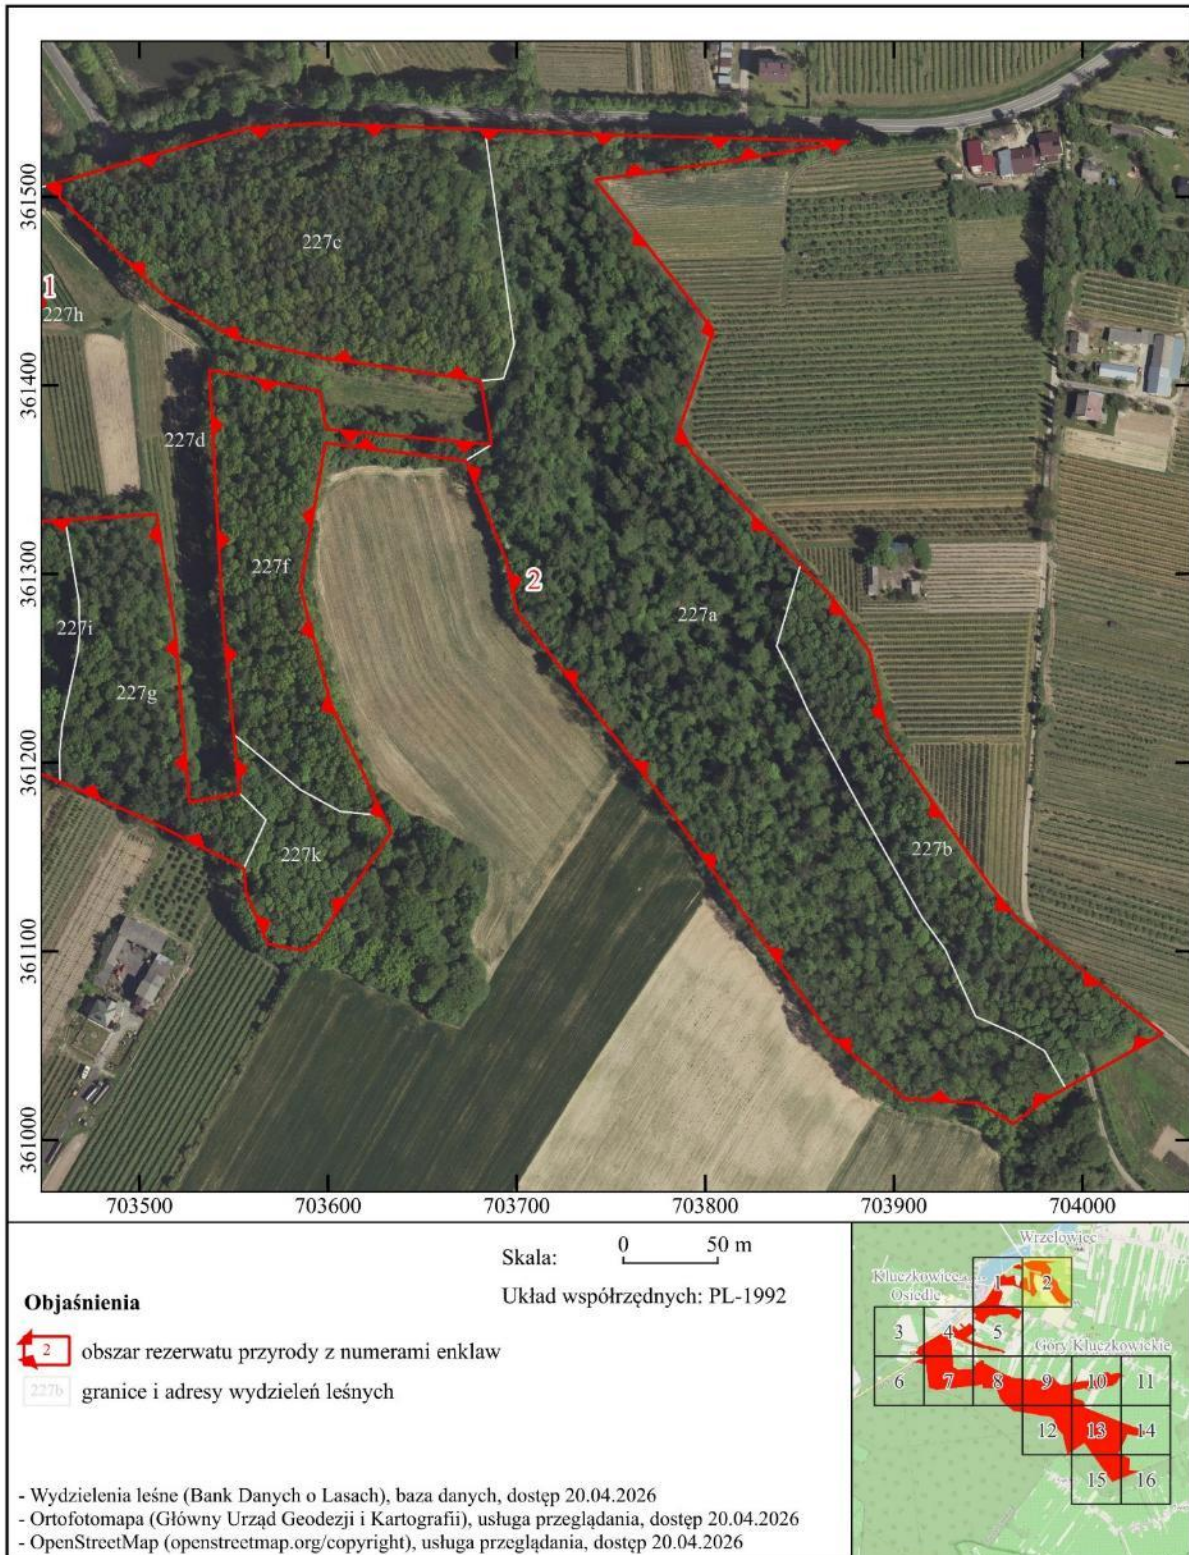 361500
361400
361300
361200
361100
361000
227c
1
227h
227d
227f
2
227a
227i
227g
227b
227k
703500 703600 703700 703800 703900 704000
Skala: 0 50 m
Układ współrzędnych: PL-1992
Objaśnienia
2 obszar rezerwatu przyrody z numerami enklaw
227b granice i adresy wydzieleń leśnych
- Wydzielenia leśne (Bank Danych o Lasach), baza danych, dostęp 20.04.2026
- Ortofotomapa (Główny Urząd Geodezji i Kartografii), usługa przeglądania, dostęp 20.04.2026
- OpenStreetMap (openstreetmap.org/copyright), usługa przeglądania, dostęp 20.04.2026
Wrzelowiec
Kluczkowice
Osiedle
1 2
3 4 5
Góry Kluczkowickie
6 7 8 9 10 11
12 13 14
15 16